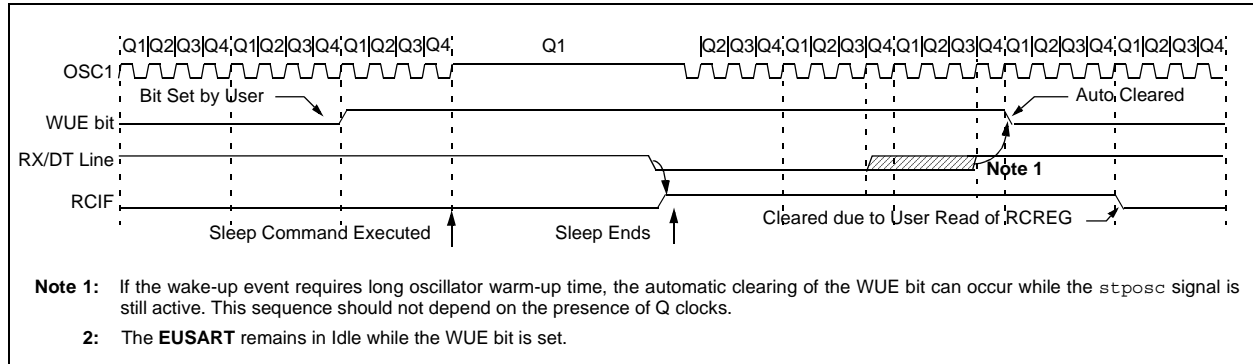 Q1 Q2 Q3 Q4 Q1 Q2 Q3 Q4 Q1 Q2 Q3 Q4 Q1 Q2 Q3 Q4 Q1 Q2 Q3 Q4 Q1 Q2 Q3 Q4 Q1 Q2 Q3 Q4 Q1 Q2 Q3 Q4
OSC1
Bit Set by User
Auto Cleared
WUE bit
RX/DT Line
Note 1
RCIF
Cleared due to User Read of RCREG
Sleep Command Executed
Sleep Ends
Note 1: If the wake-up event requires long oscillator warm-up time, the automatic clearing of the WUE bit can occur while the stposc signal is
still active. This sequence should not depend on the presence of Q clocks.
2: The EUSART remains in Idle while the WUE bit is set.